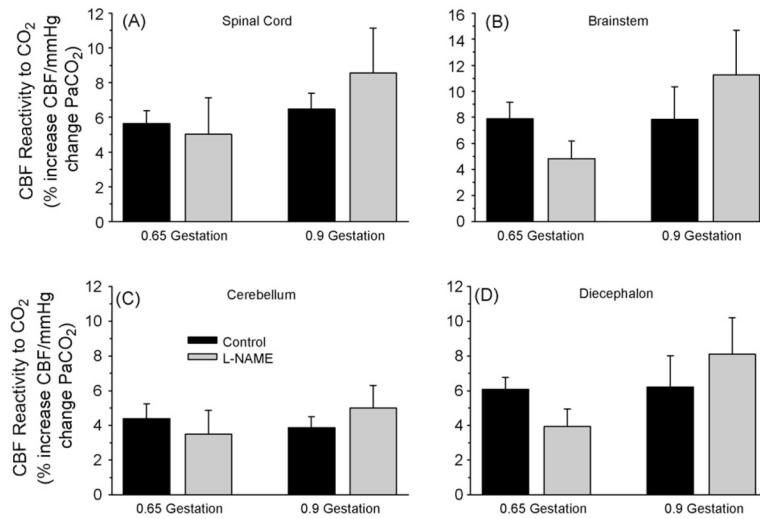 CBF Reactivity to CO2
(% increase CBF/mmHg
change PaCO2)
(A)
Spinal Cord
12
10
8
6
4
2
0
0.65 Gestation
0.9 Gestation
(B)
Brainstem
16
14
12
10
8
6
4
2
0
0.65 Gestation
0.9 Gestation
CBF Reactivity to CO2
(% increase CBF/mmHg
change PaCO2)
(C)
Cerebellum
12
10
8
6
4
2
0
Control
L-NAME
0.65 Gestation
0.9 Gestation
(D)
Diecephalon
12
10
8
6
4
2
0
0.65 Gestation
0.9 Gestation